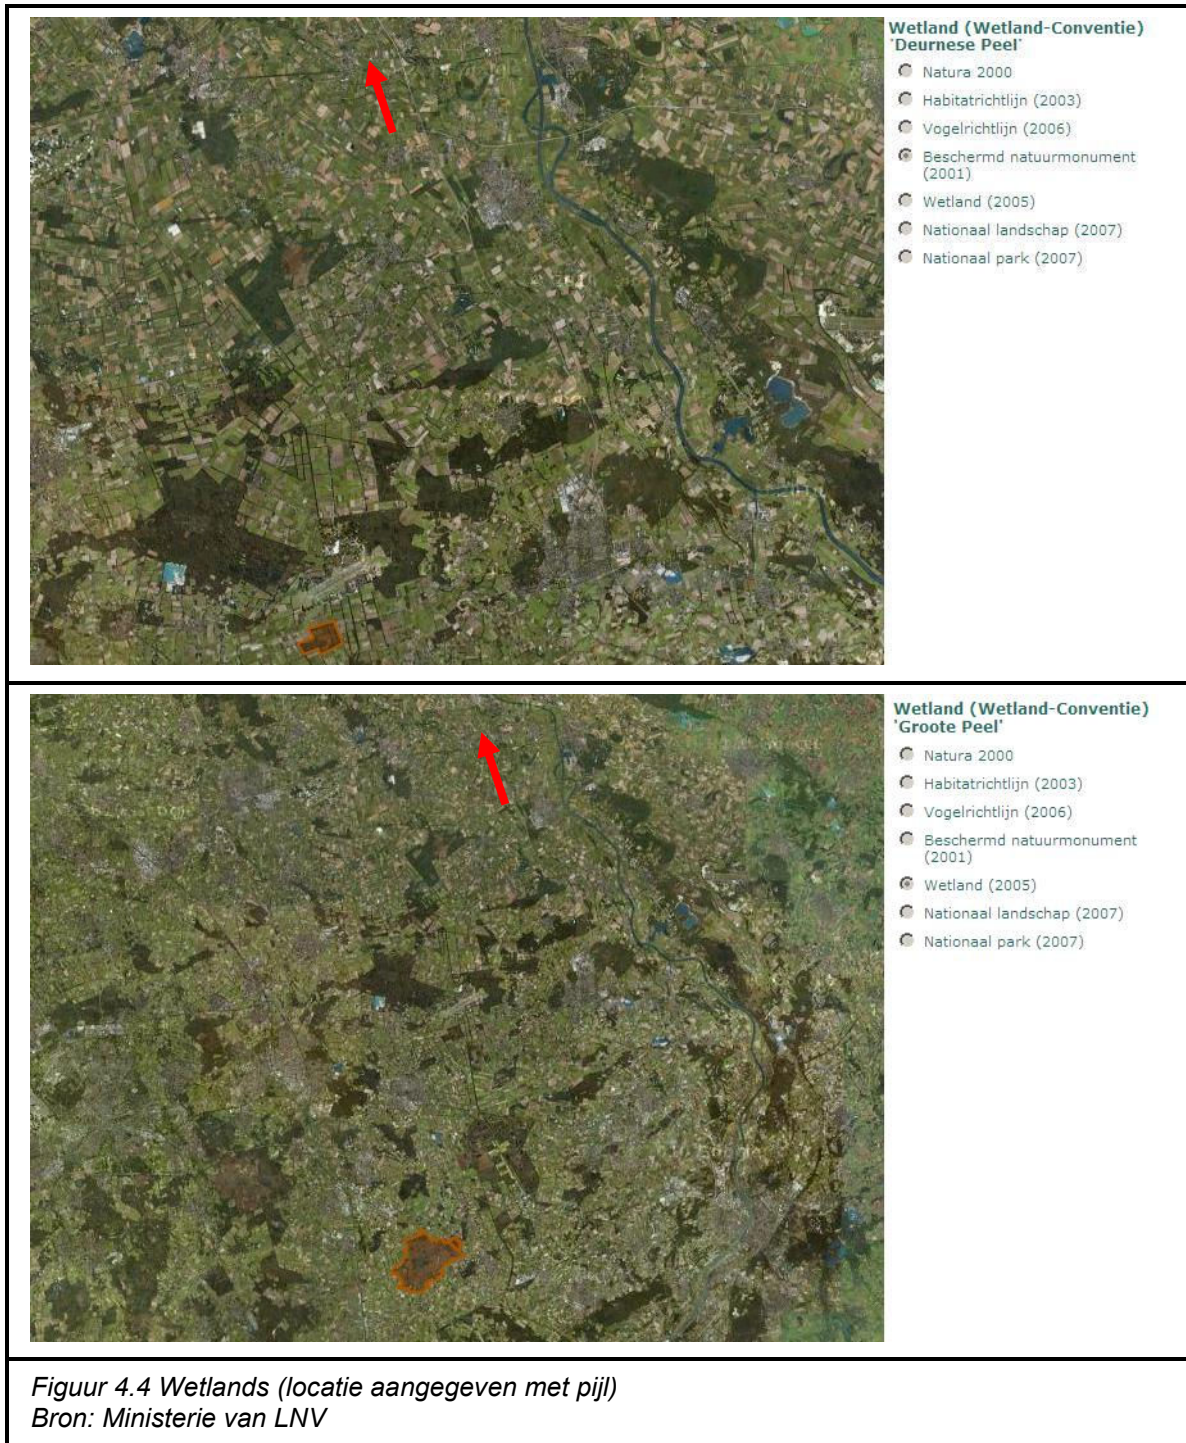 Wetland (Wetland-Conventie)
'Deurnese Peel'
Natura 2000
Habitatrichtlijn (2003)
Vogelrichtlijn (2006)
Beschermd natuurmonument
(2001)
Wetland (2005)
Nationaal landschap (2007)
Nationaal park (2007)
Wetland (Wetland-Conventie)
'Groote Peel'
Natura 2000
Habitatrichtlijn (2003)
Vogelrichtlijn (2006)
Beschermd natuurmonument
(2001)
Wetland (2005)
Nationaal landschap (2007)
Nationaal park (2007)
Figuur 4.4 Wetlands (locatie aangegeven met pijl)
Bron: Ministerie van LNV